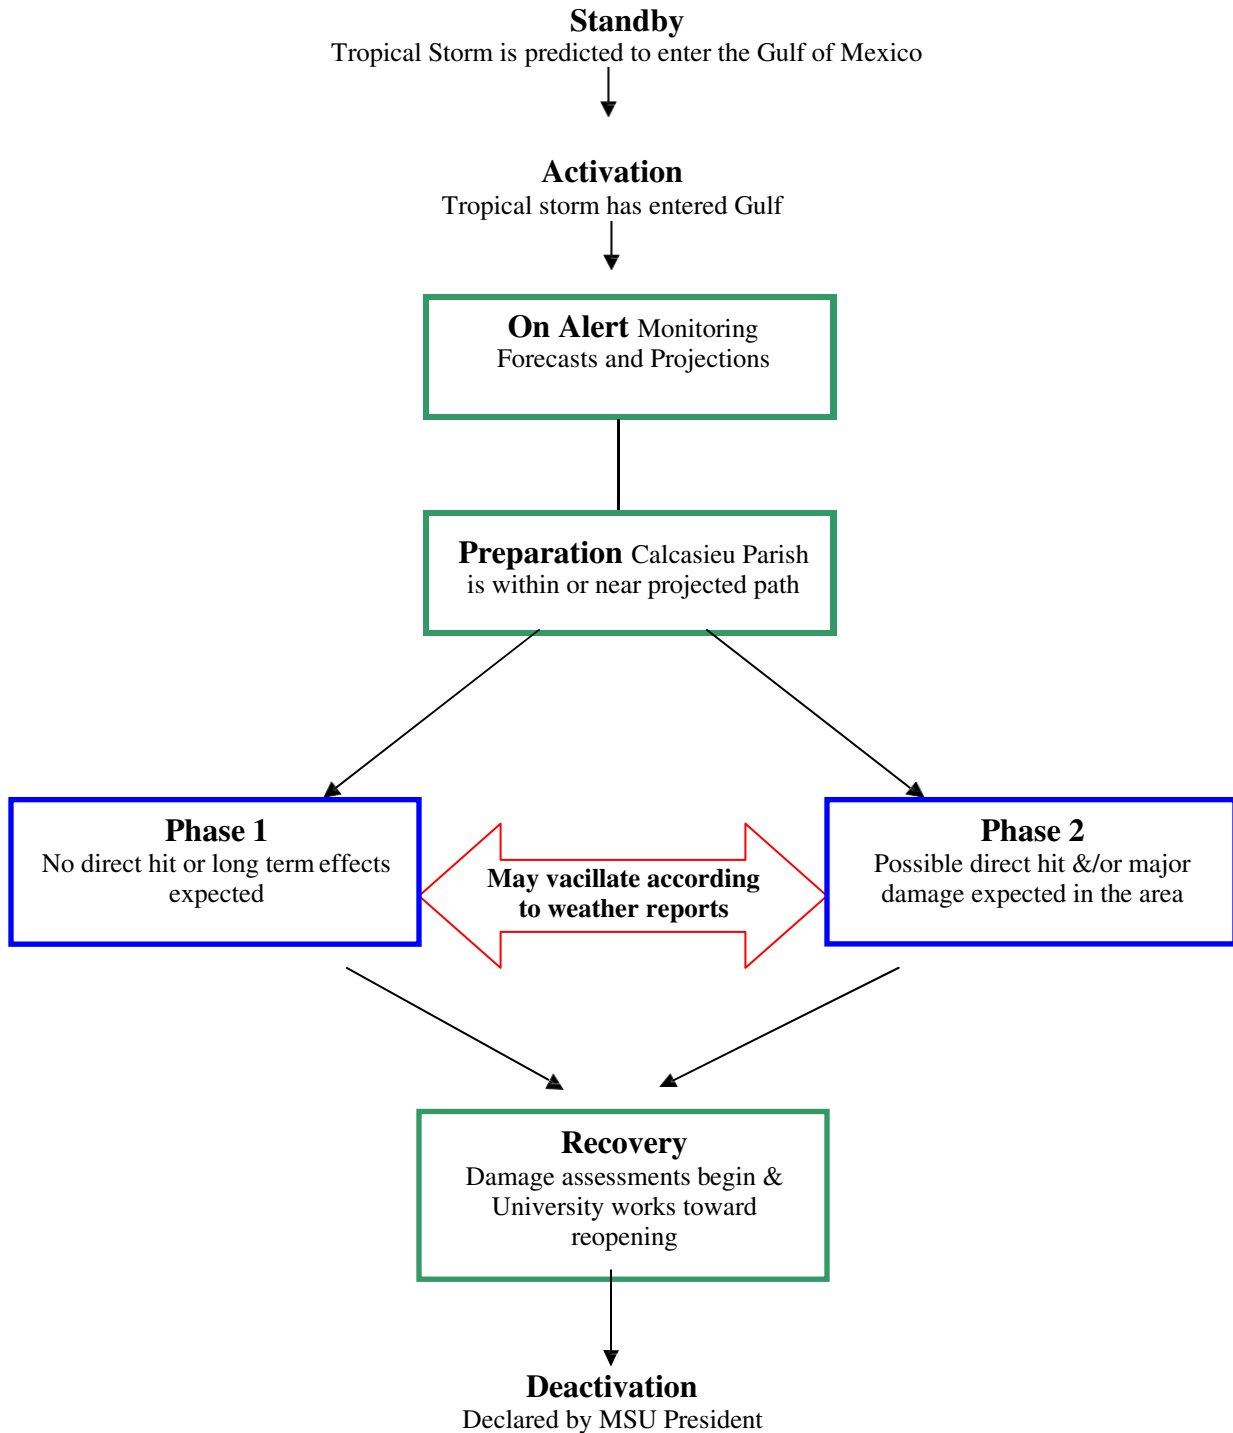 Standby
Tropical Storm is predicted to enter the Gulf of Mexico
Activation
Tropical storm has entered Gulf
On Alert Monitoring
Forecasts and Projections
Preparation Calcasieu Parish
is within or near projected path
Phase 1
No direct hit or long term effects
expected
May vacillate according
to weather reports
Phase 2
Possible direct hit &/or major
damage expected in the area
Recovery
Damage assessments begin &
University works toward
reopening
Deactivation
Declared by MSU President